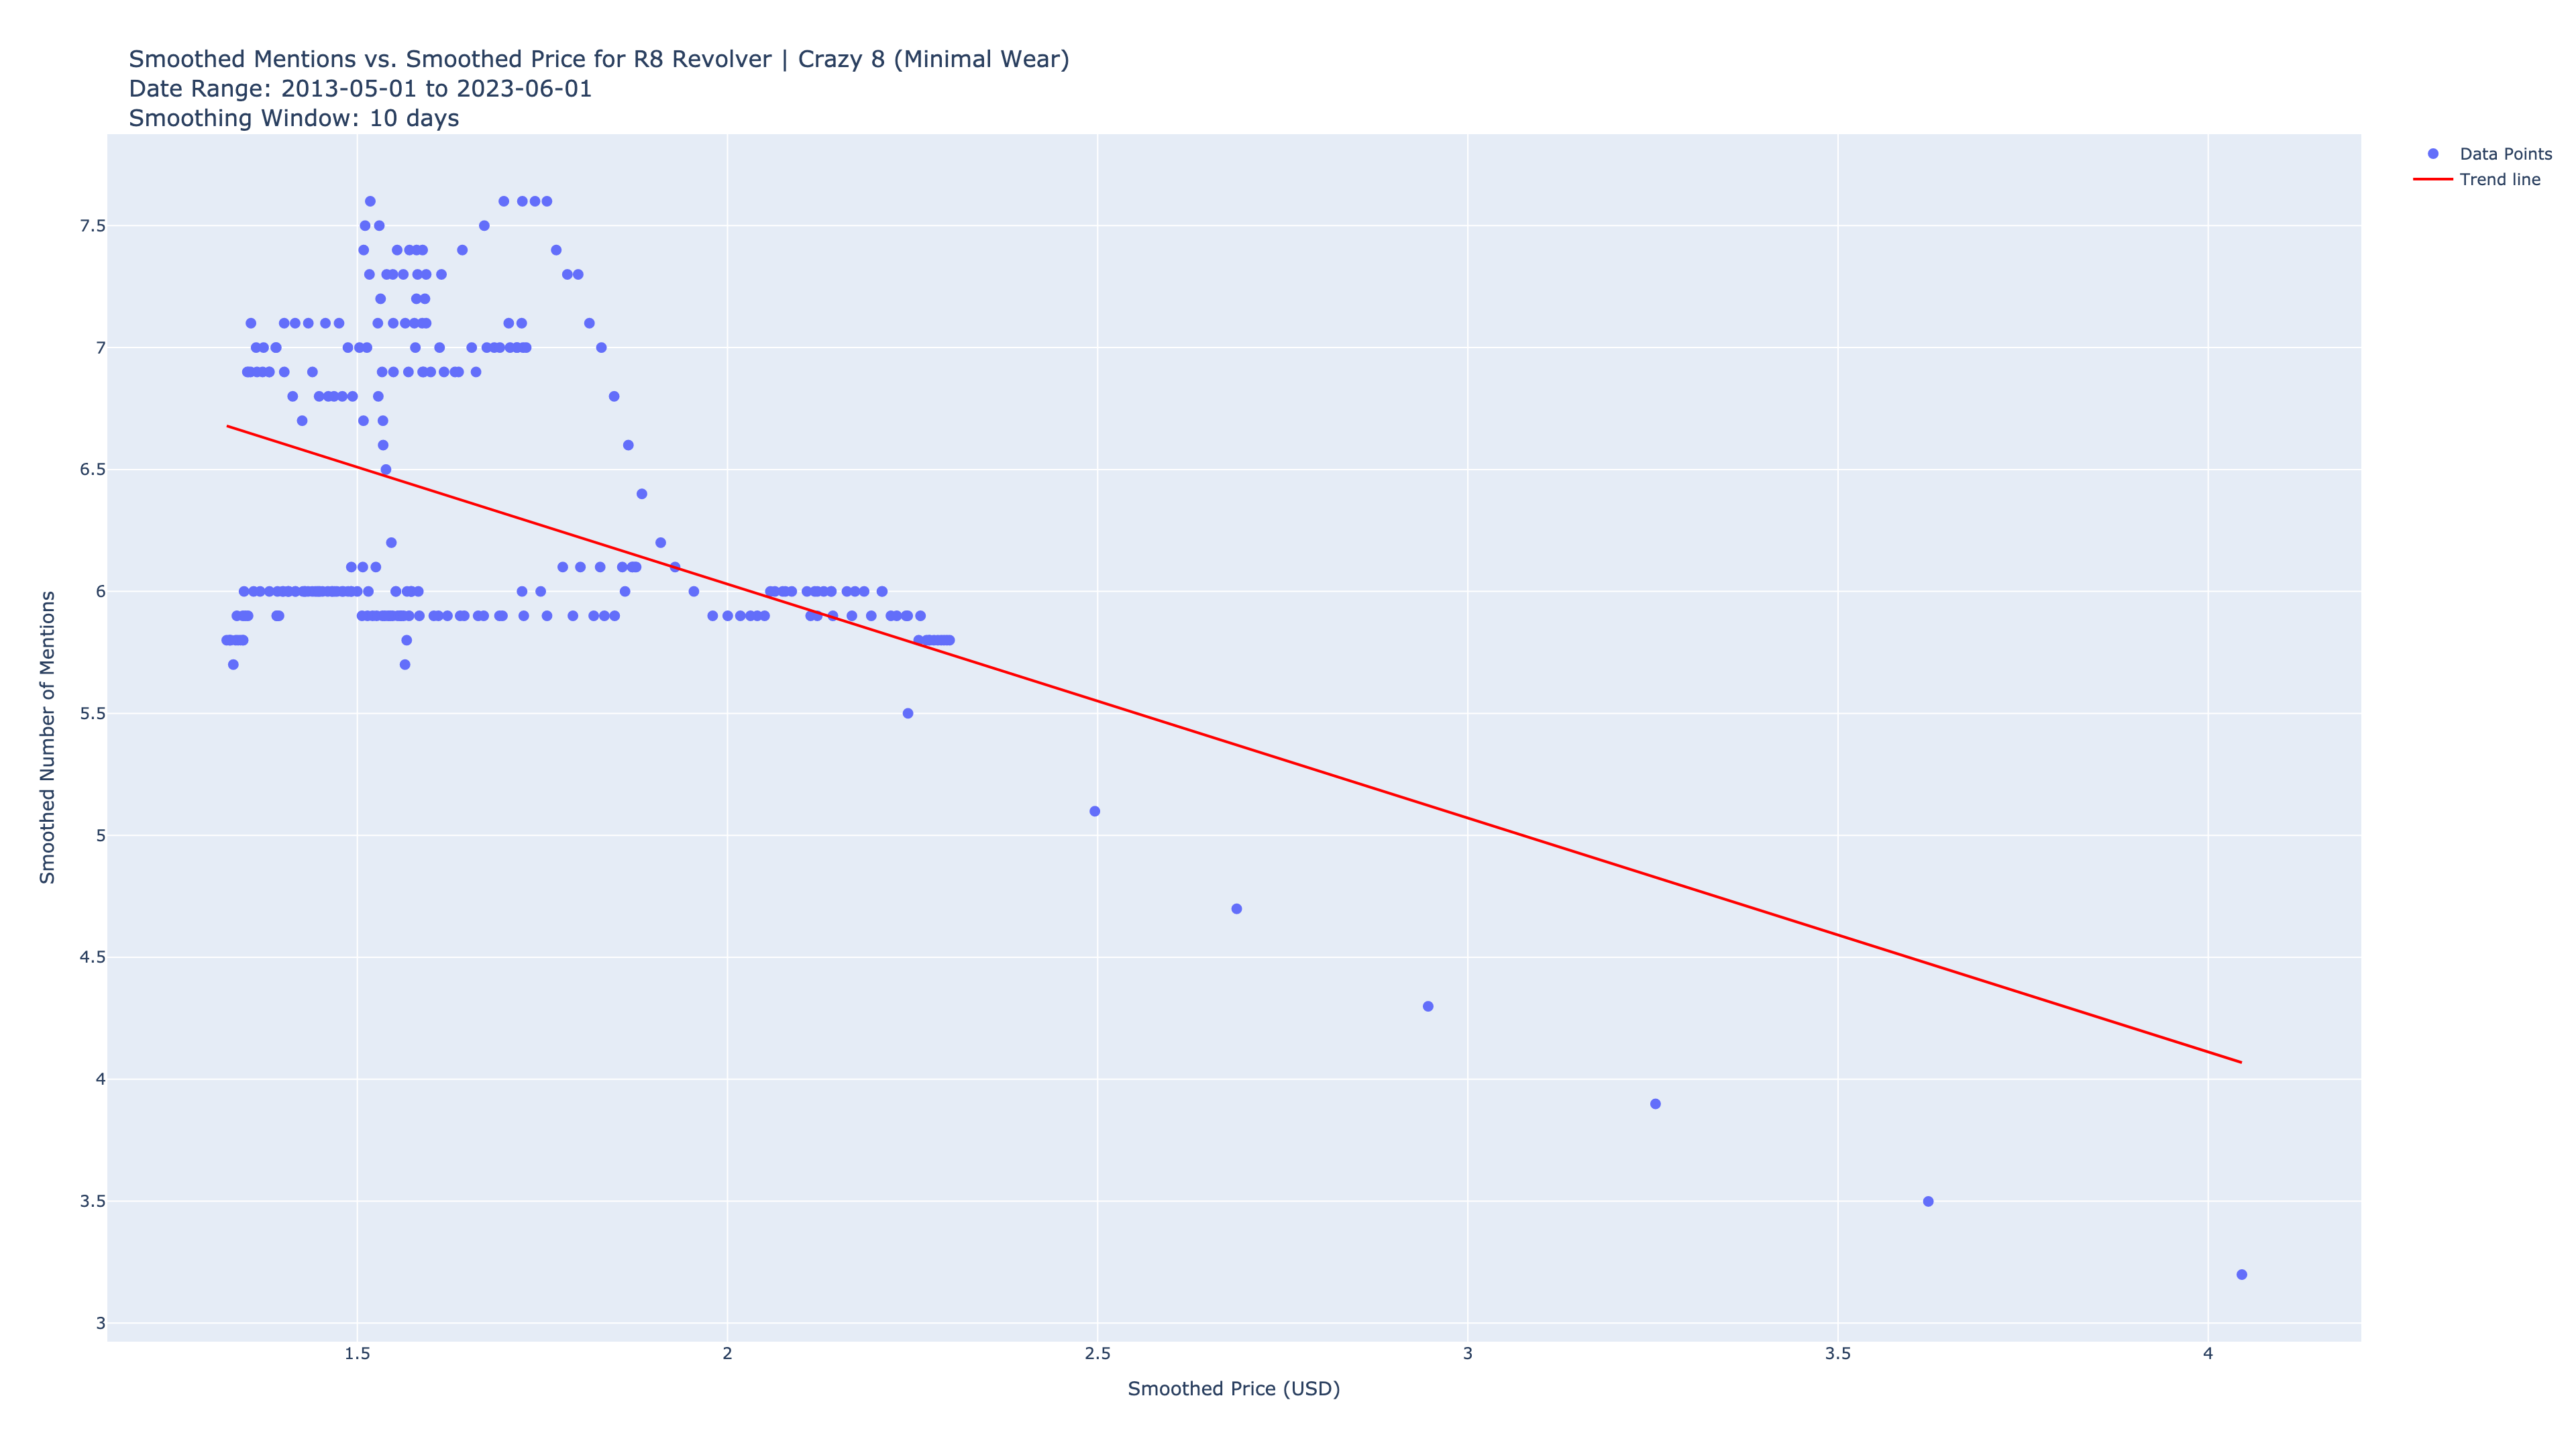 Smoothed Mentions vs. Smoothed Price for R8 Revolver | Crazy 8 (Minimal Wear)
Date Range: 2013-05-01 to 2023-06-01
Smoothing Window: 10 days
Data Points
Trend line
7.5
7
6.5
6
5.5
5
4.5
4
3.5
3
Smoothed Number of Mentions
1.5
2
2.5
3
3.5
4
Smoothed Price (USD)